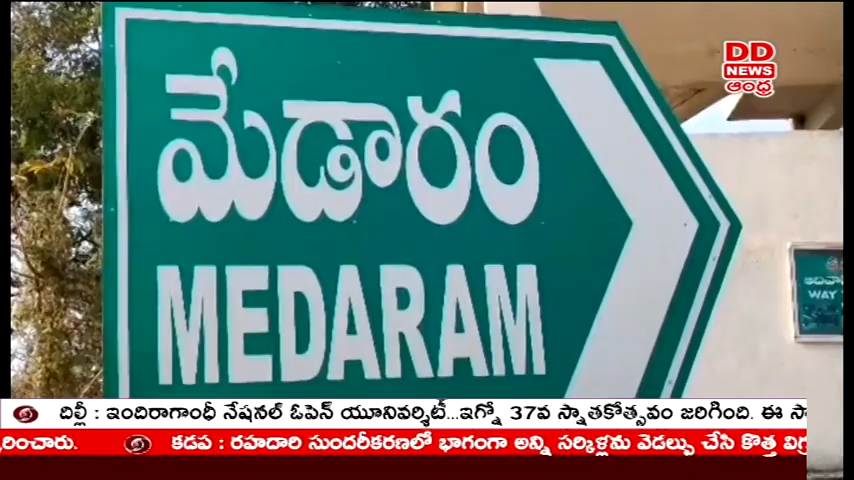 DD
NEWS
ఆంధ్ర
మేడారం
MEDARAM
WAY
దిల్లీ : ఇందిరాగాంధీ నేషనల్ ఓపెన్ యూనివర్శిటీ...ఇగ్నో 37వ స్నాతకోత్సవం జరిగింది. ఈ
రించారు. కడప : రహదారి సుందరీకరణలో భాగంగా అన్ని సర్కిళ్లను వెడల్పు చేసి కొత్త